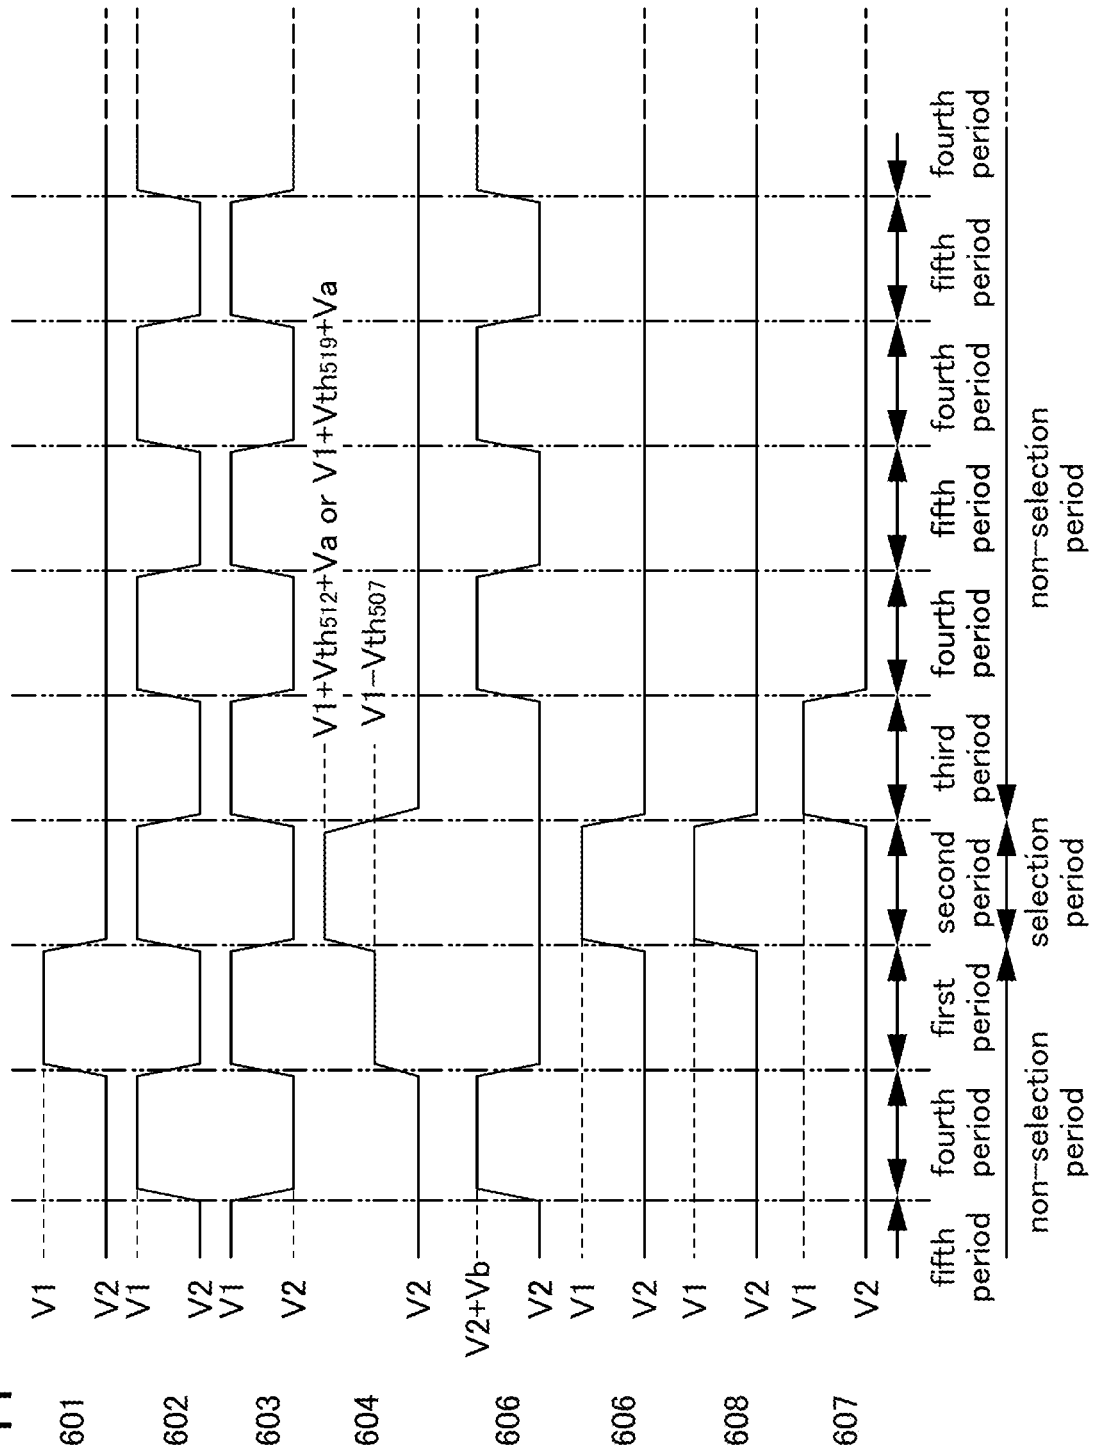 601
V1
V2
602
V1
V2
603
V1
V2
604
V1+Vth512+Va or V1+Vth519+Va
V1-Vth507
V2
606
V2+Vb
V2
606
V1
V2
608
V1
V2
607
V1
V2
fifth period
fourth period
first period
second period
third period
fourth period
fifth period
fourth period
fifth period
fourth period
non-selection period
selection period
non-selection period